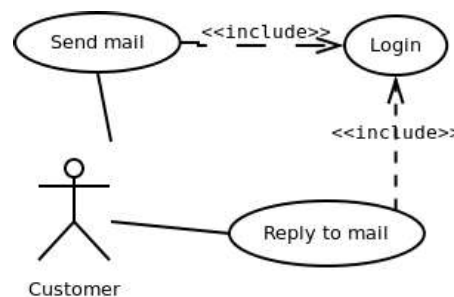 Send mail
<<include>>
Login
<<include>>
Reply to mail
Customer